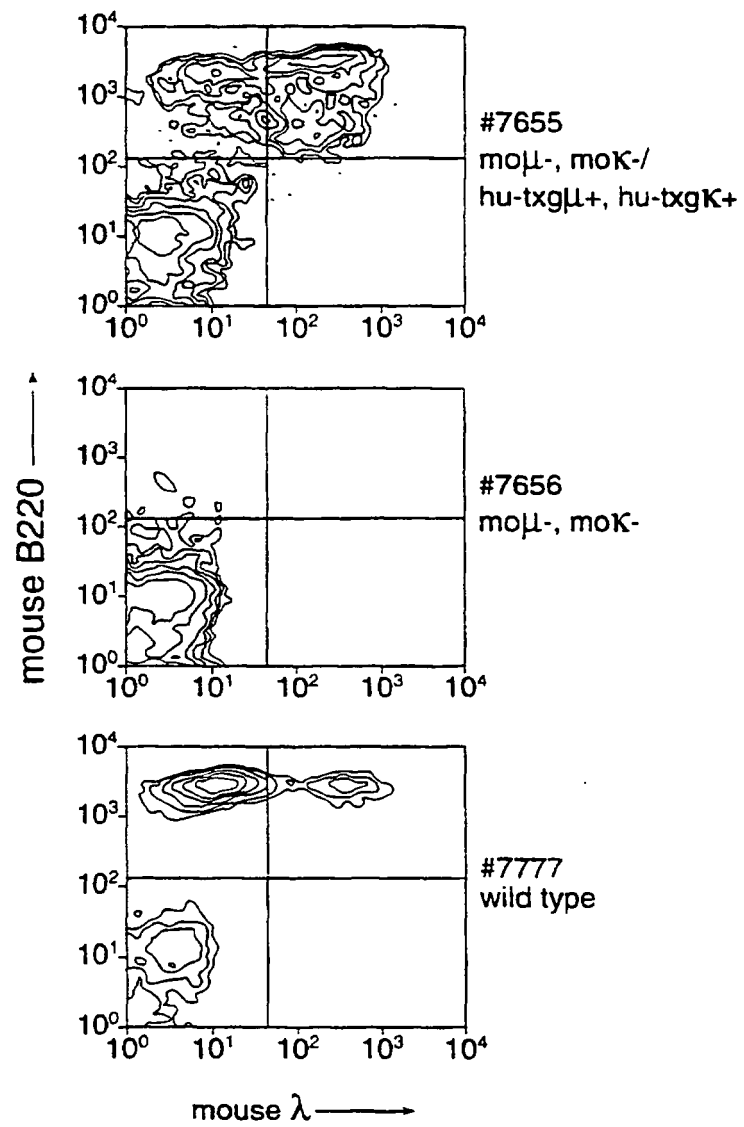 10⁴
10³
10²
10¹
10⁰
10⁰ 10¹ 10² 10³ 10⁴
#7655
moμ-, moκ-/
hu-txgμ+, hu-txgκ+
10⁴
10³
10²
10¹
10⁰
10⁰ 10¹ 10² 10³ 10⁴
#7656
moμ-, moκ-
10⁴
10³
10²
10¹
10⁰
10⁰ 10¹ 10² 10³ 10⁴
#7777
wild type
mouse B220
mouse λ